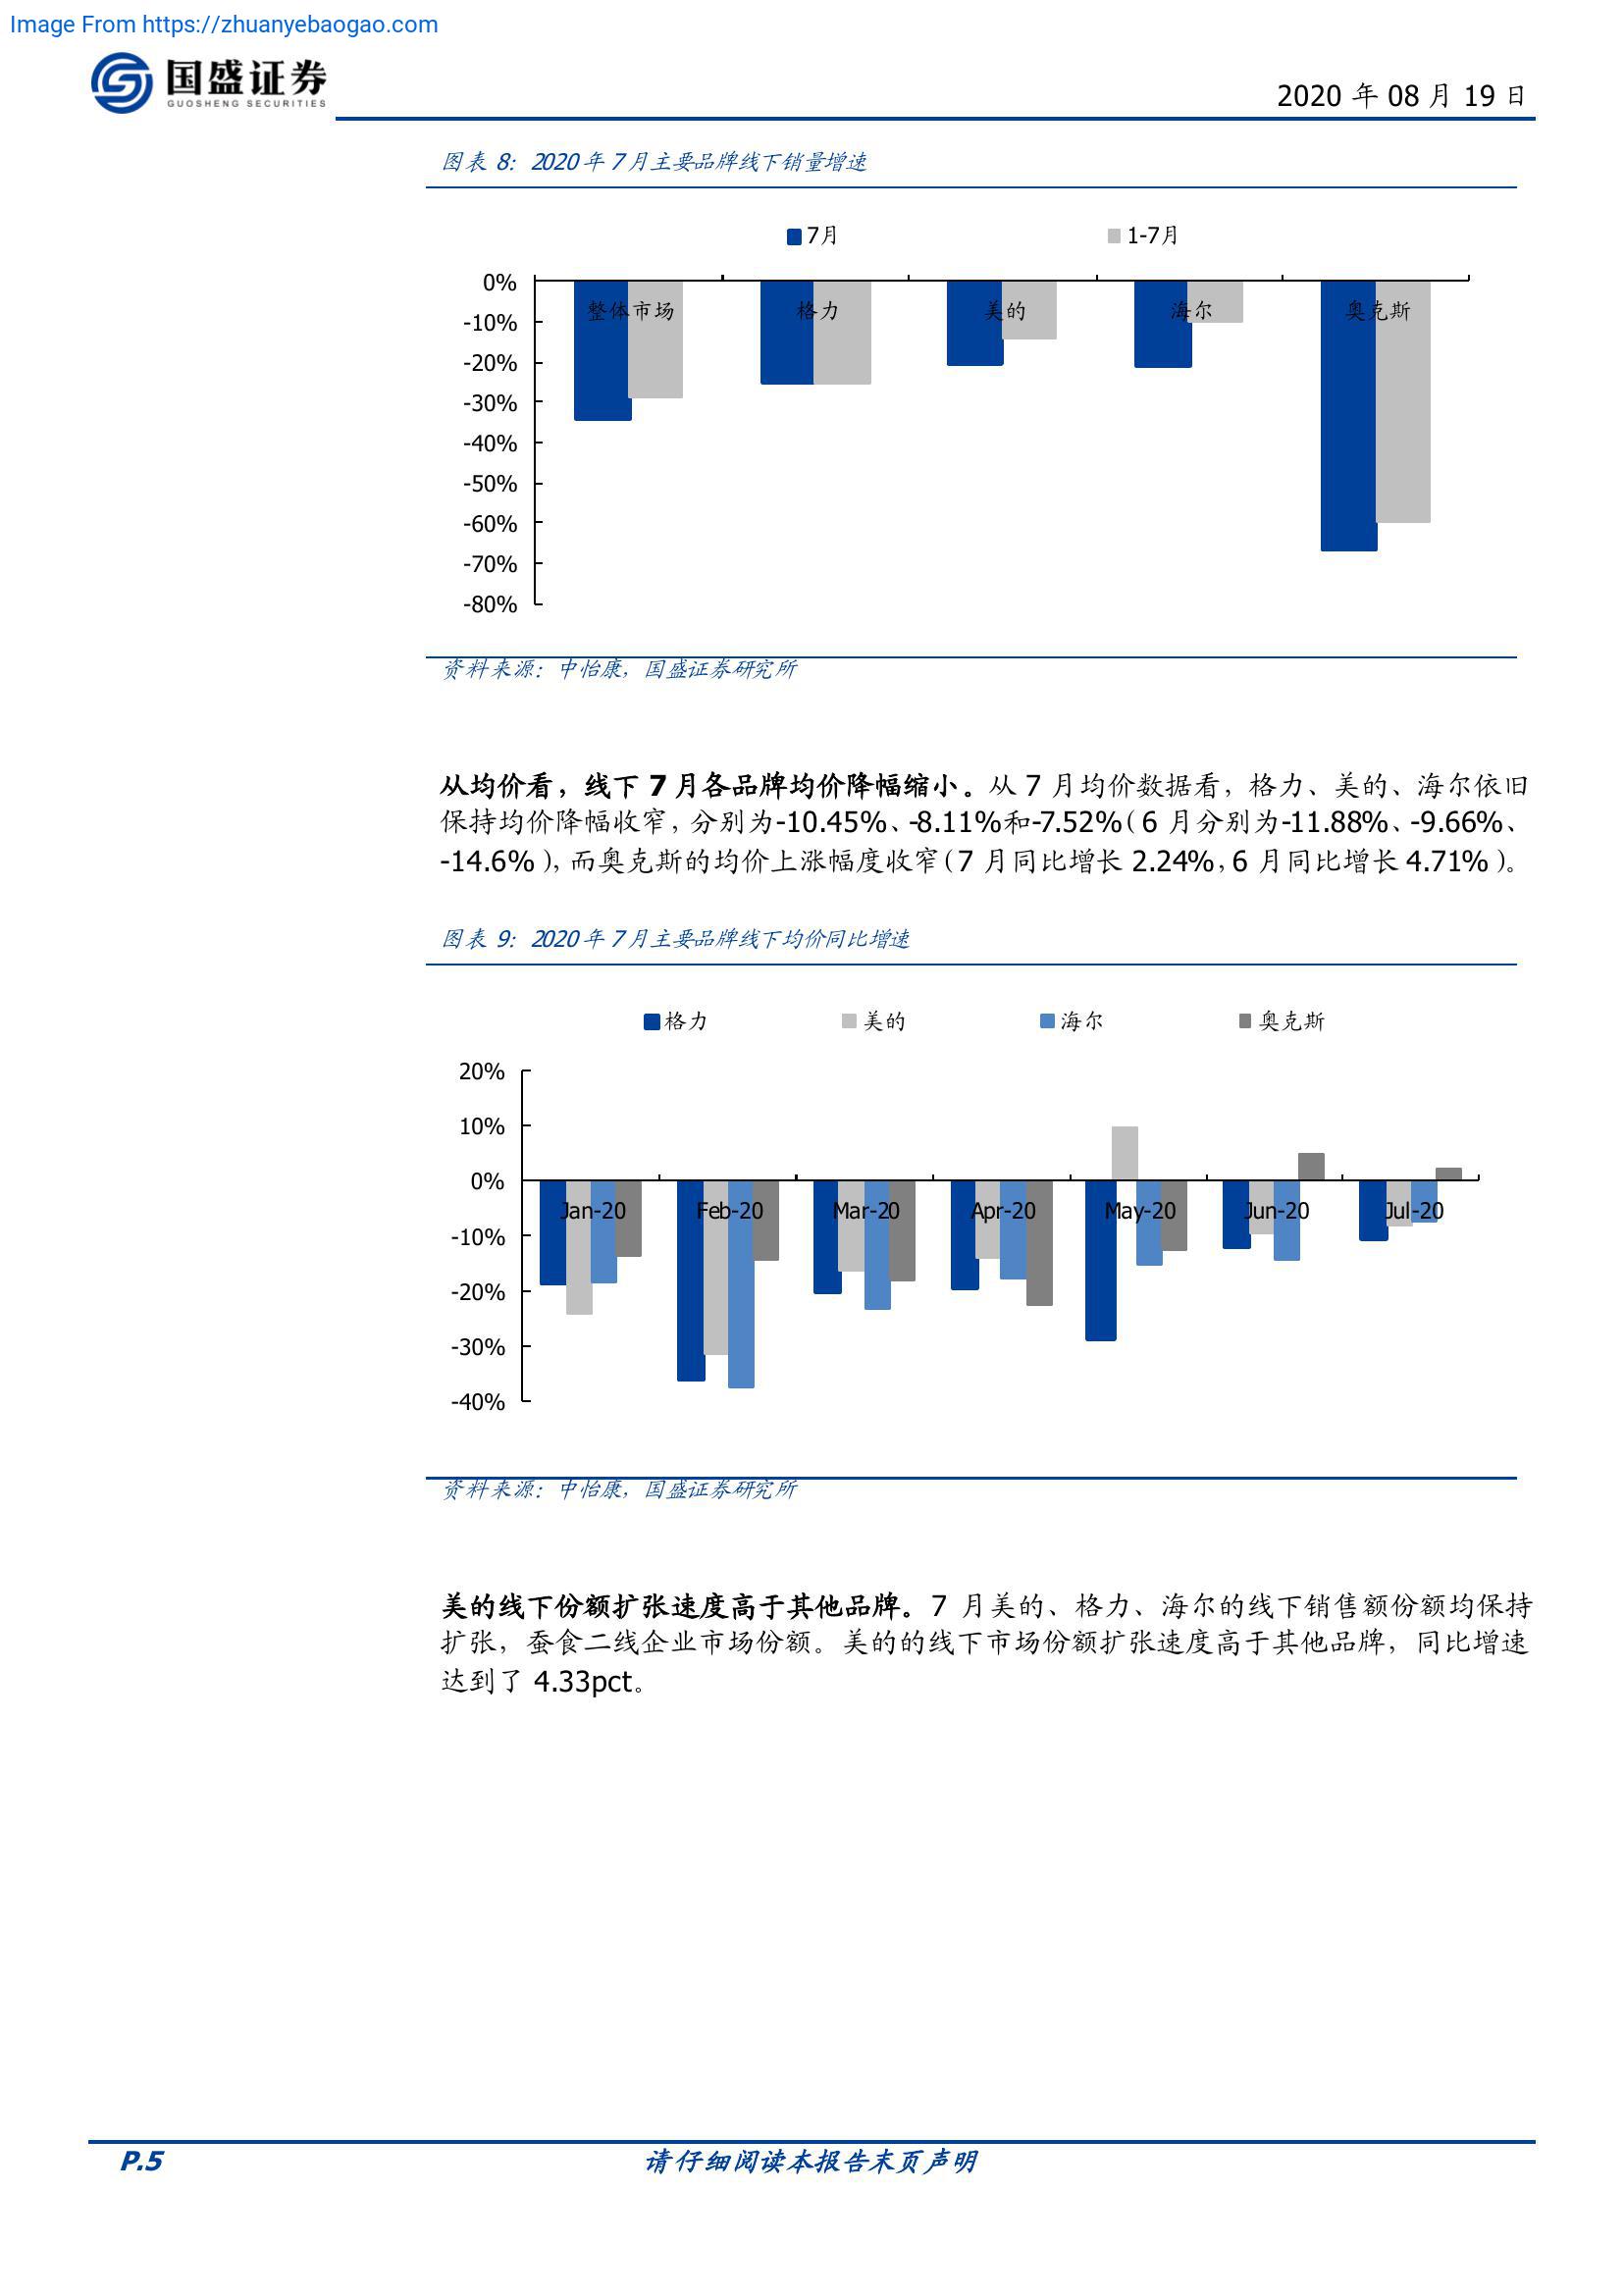 Image From https://zhuanyebaogao.com
国盛证券
GUOSHENG SECURITIES
2020 年 08 月 19 日
图表 8：2020 年 7 月主要品牌线下销量增速
7月 1-7月
0%
整体市场 格力 美的 海尔 奥克斯
-10%
-20%
-30%
-40%
-50%
-60%
-70%
-80%
资料来源：中怡康，国盛证券研究所
从均价看，线下 7 月各品牌均价降幅缩小。从 7 月均价数据看，格力、美的、海尔依旧
保持均价降幅收窄，分别为-10.45%、-8.11%和-7.52%（6 月分别为-11.88%、-9.66%、
-14.6%），而奥克斯的均价上涨幅度收窄（7 月同比增长 2.24%，6 月同比增长 4.71%）。
图表 9：2020 年 7 月主要品牌线下均价同比增速
格力 美的 海尔 奥克斯
20%
10%
0%
Jan-20 Feb-20 Mar-20 Apr-20 May-20 Jun-20 Jul-20
-10%
-20%
-30%
-40%
资料来源：中怡康，国盛证券研究所
美的线下份额扩张速度高于其他品牌。7 月美的、格力、海尔的线下销售额份额均保持
扩张，蚕食二线企业市场份额。美的的线下市场份额扩张速度高于其他品牌，同比增速
达到了 4.33pct。
P.5 请仔细阅读本报告末页声明